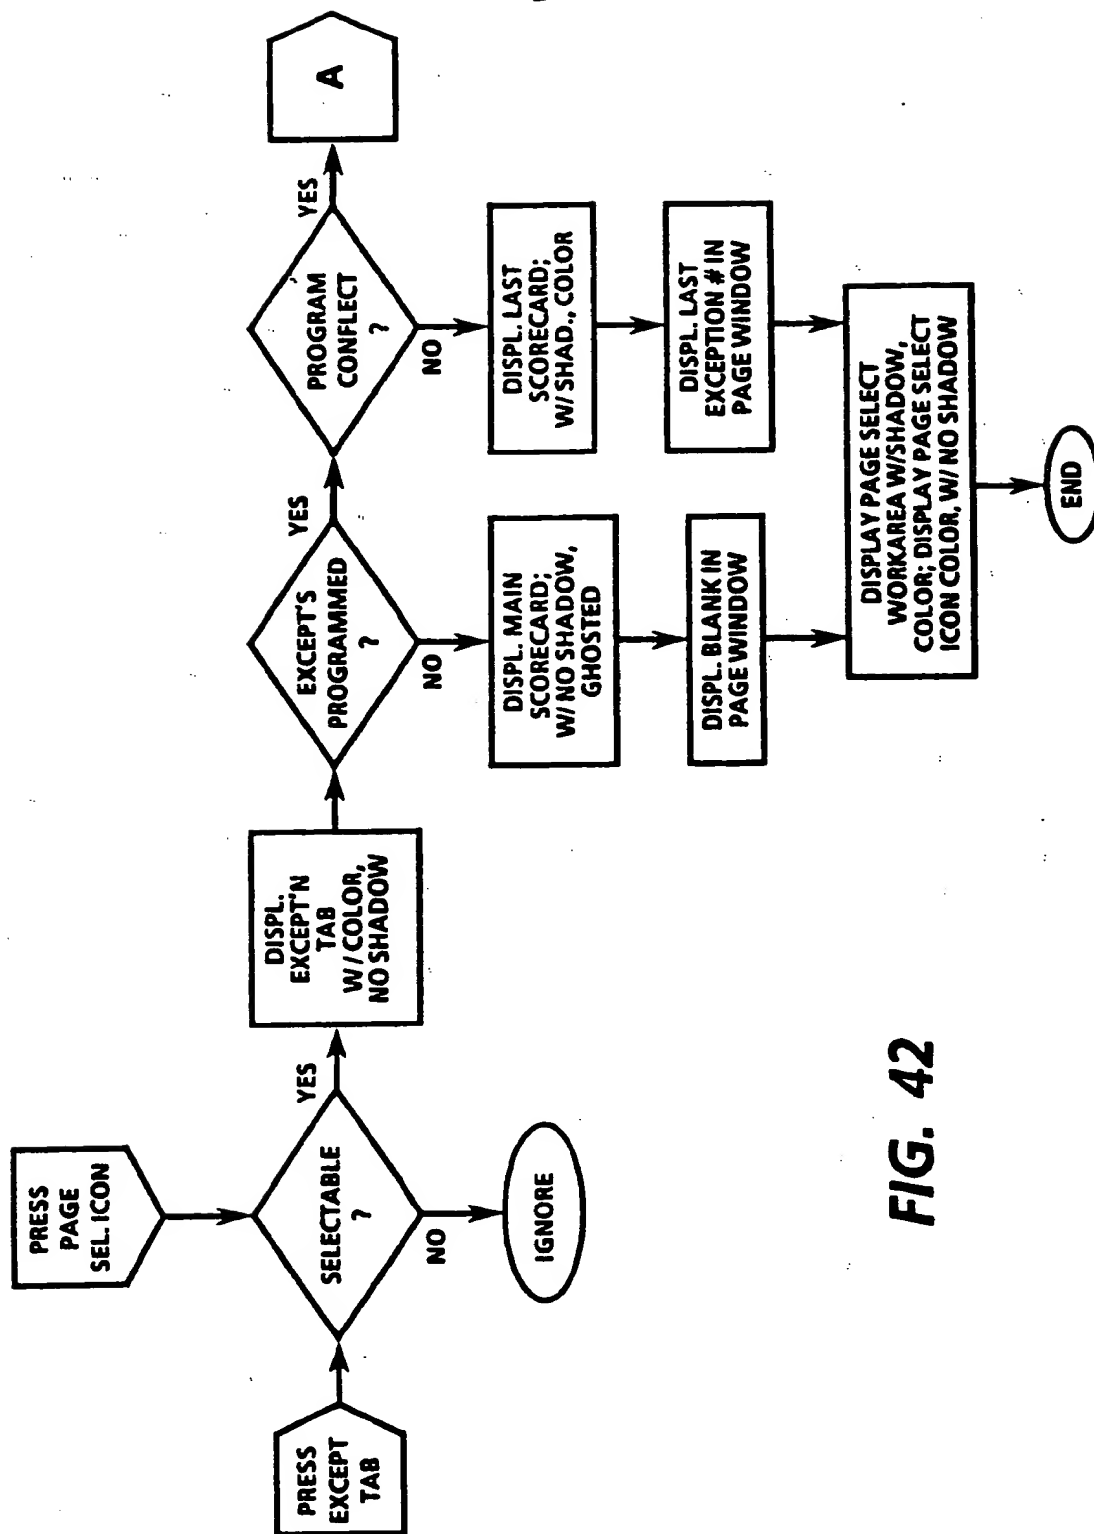 PRESS
EXCEPT
TAB
PRESS
PAGE
SEL. ICON
SELECTABLE
?
NO
IGNORE
YES
DISPL.
EXCEPT'N
TAB
W / COLOR,
NO SHADOW
EXCEPT'S
PROGRAMMED
?
NO
DISPL. MAIN
SCORECARD;
W/ NO SHADOW,
GHOSTED
DISPL. BLANK IN
PAGE WINDOW
YES
PROGRAM
CONFLECT
?
NO
DISPL. LAST
SCORECARD;
W/ SHAD., COLOR
DISPL. LAST
EXCEPTION # IN
PAGE WINDOW
YES
A
DISPLAY PAGE SELECT
WORKAREA W/SHADOW,
COLOR; DISPLAY PAGE SELECT
ICON COLOR, W/ NO SHADOW
END
FIG. 42